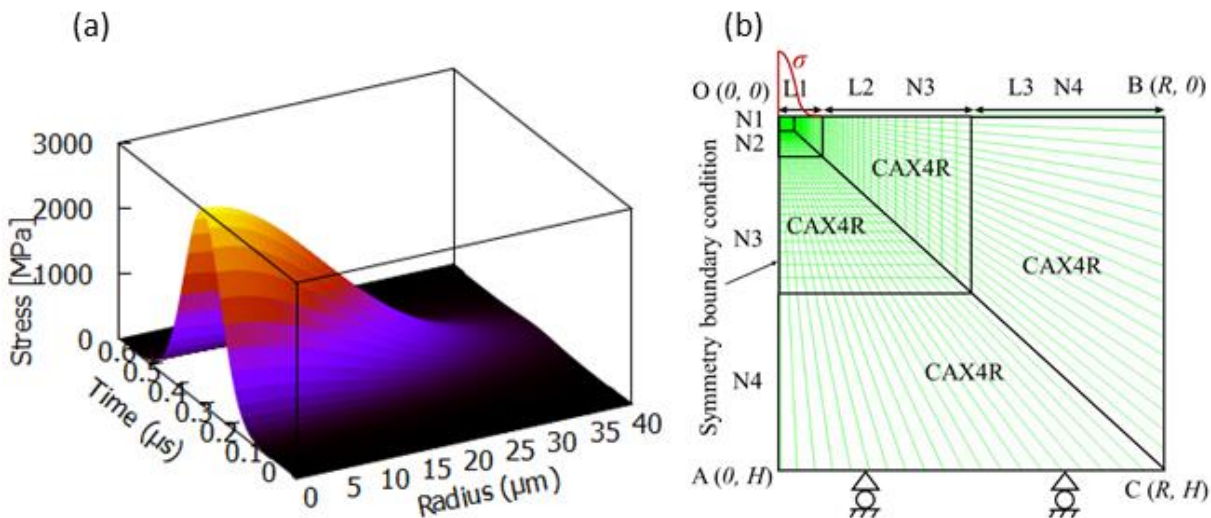 (a)
3000
2000
1000
0
Stress [MPa]
0.6
0.5
0.4
0.3
0.2
0.1
0
Time (µs)
0 5 10 15 20 25 30 35 40
Radius (µm)
(b)
σ
O (0, 0) L1 L2 N3 L3 N4 B (R, 0)
N1
N2
N3
N4
Symmetry boundary condition
CAX4R
CAX4R
CAX4R
CAX4R
A (0, H)
C (R, H)